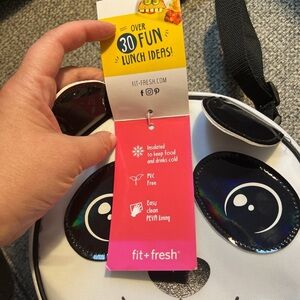 OVER
30 FUN
LUNCH IDEAS!
FIT-FRESH.COM
Insulated
to keep food
and drinks cold
PVC
Free
Easy
clean
PEVA lining
fit+fresh